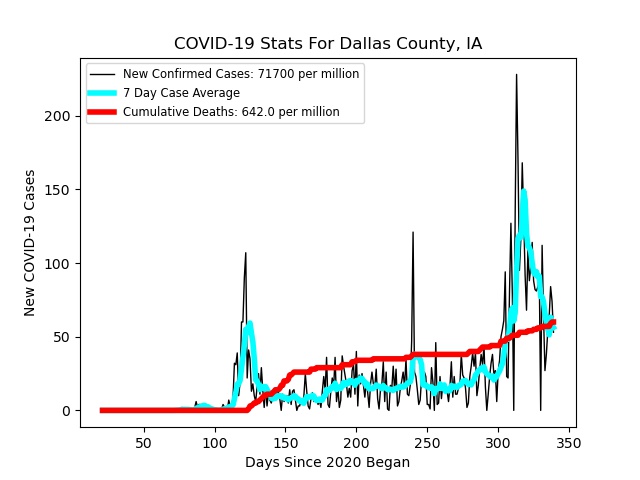 COVID-19 Stats For Dallas County, IA
New Confirmed Cases: 71700 per million
7 Day Case Average
Cumulative Deaths: 642.0 per million
200
150
100
50
0
New COVID-19 Cases
50 100 150 200 250 300 350
Days Since 2020 Began